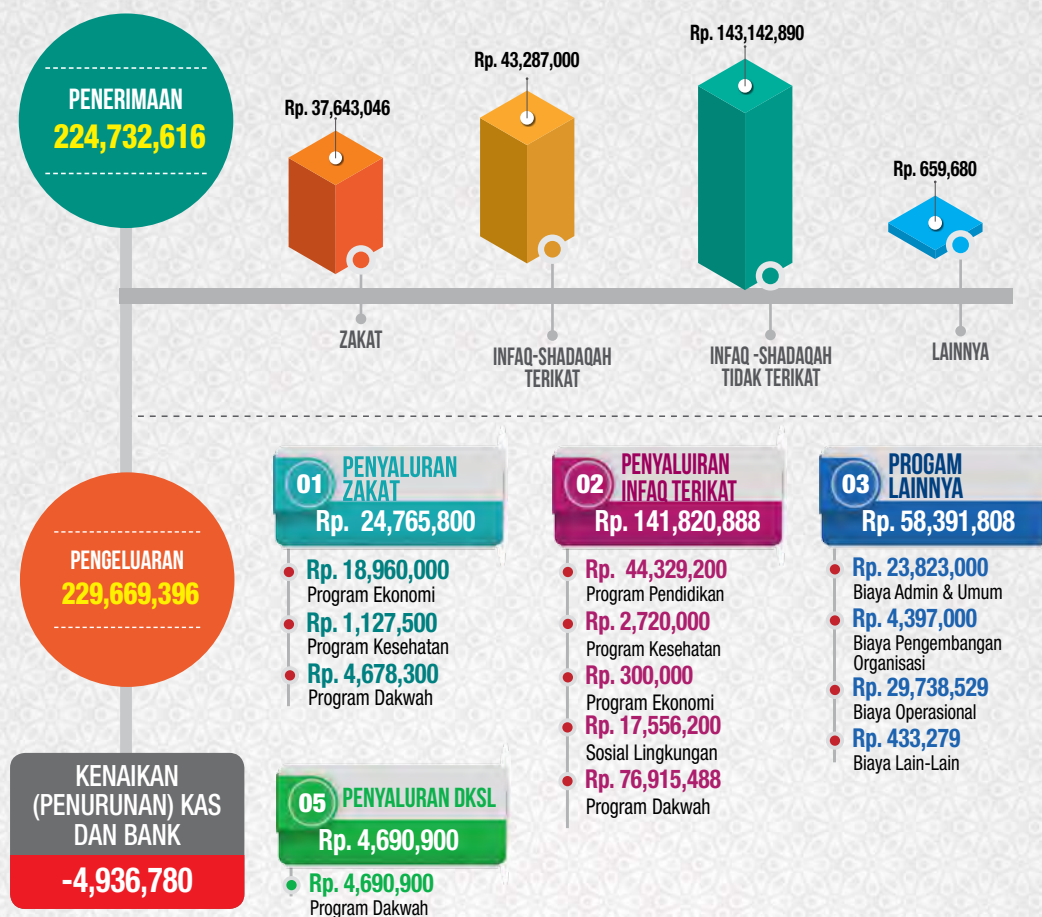 PENERIMAAN
224,732,616
Rp. 37,643,046
Rp. 43,287,000
Rp. 143,142,890
Rp. 659,680
ZAKAT
INFAQ-SHADAQAH
TERIKAT
INFAQ -SHADAQAH
TIDAK TERIKAT
LAINNYA
PENGELUARAN
229,669,396
KENAIKAN
(PENURUNAN) KAS
DAN BANK
-4,936,780
01
PENYALURAN
ZAKAT
Rp. 24,765,800
Rp. 18,960,000
Program Ekonomi
Rp. 1,127,500
Program Kesehatan
Rp. 4,678,300
Program Dakwah
02
PENYALUIRAN
INFAQ TERIKAT
Rp. 141,820,888
Rp. 44,329,200
Program Pendidikan
Rp. 2,720,000
Program Kesehatan
Rp. 300,000
Program Ekonomi
Rp. 17,556,200
Sosial Lingkungan
Rp. 76,915,488
Program Dakwah
03
PROGAM
LAINNYA
Rp. 58,391,808
Rp. 23,823,000
Biaya Admin & Umum
Rp. 4,397,000
Biaya Pengembangan
Organisasi
Rp. 29,738,529
Biaya Operasional
Rp. 433,279
Biaya Lain-Lain
05
PENYALURAN DKSL
Rp. 4,690,900
Rp. 4,690,900
Program Dakwah